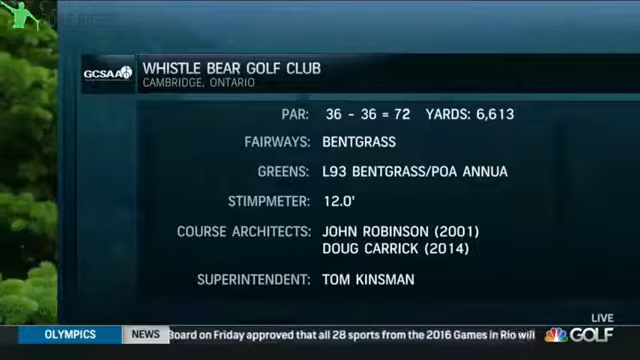 GCSAA
WHISTLE BEAR GOLF CLUB
CAMBRIDGE, ONTARIO
PAR: 36 - 36 = 72 YARDS: 6,613
FAIRWAYS: BENTGRASS
GREENS: L93 BENTGRASS/POA ANNUA
STIMPMETER: 12.0'
COURSE ARCHITECTS: JOHN ROBINSON (2001)
DOUG CARRICK (2014)
SUPERINTENDENT: TOM KINSMAN
LIVE
OLYMPICS NEWS Board on Friday approved that all 28 sports from the 2016 Games in Rio will GOLF